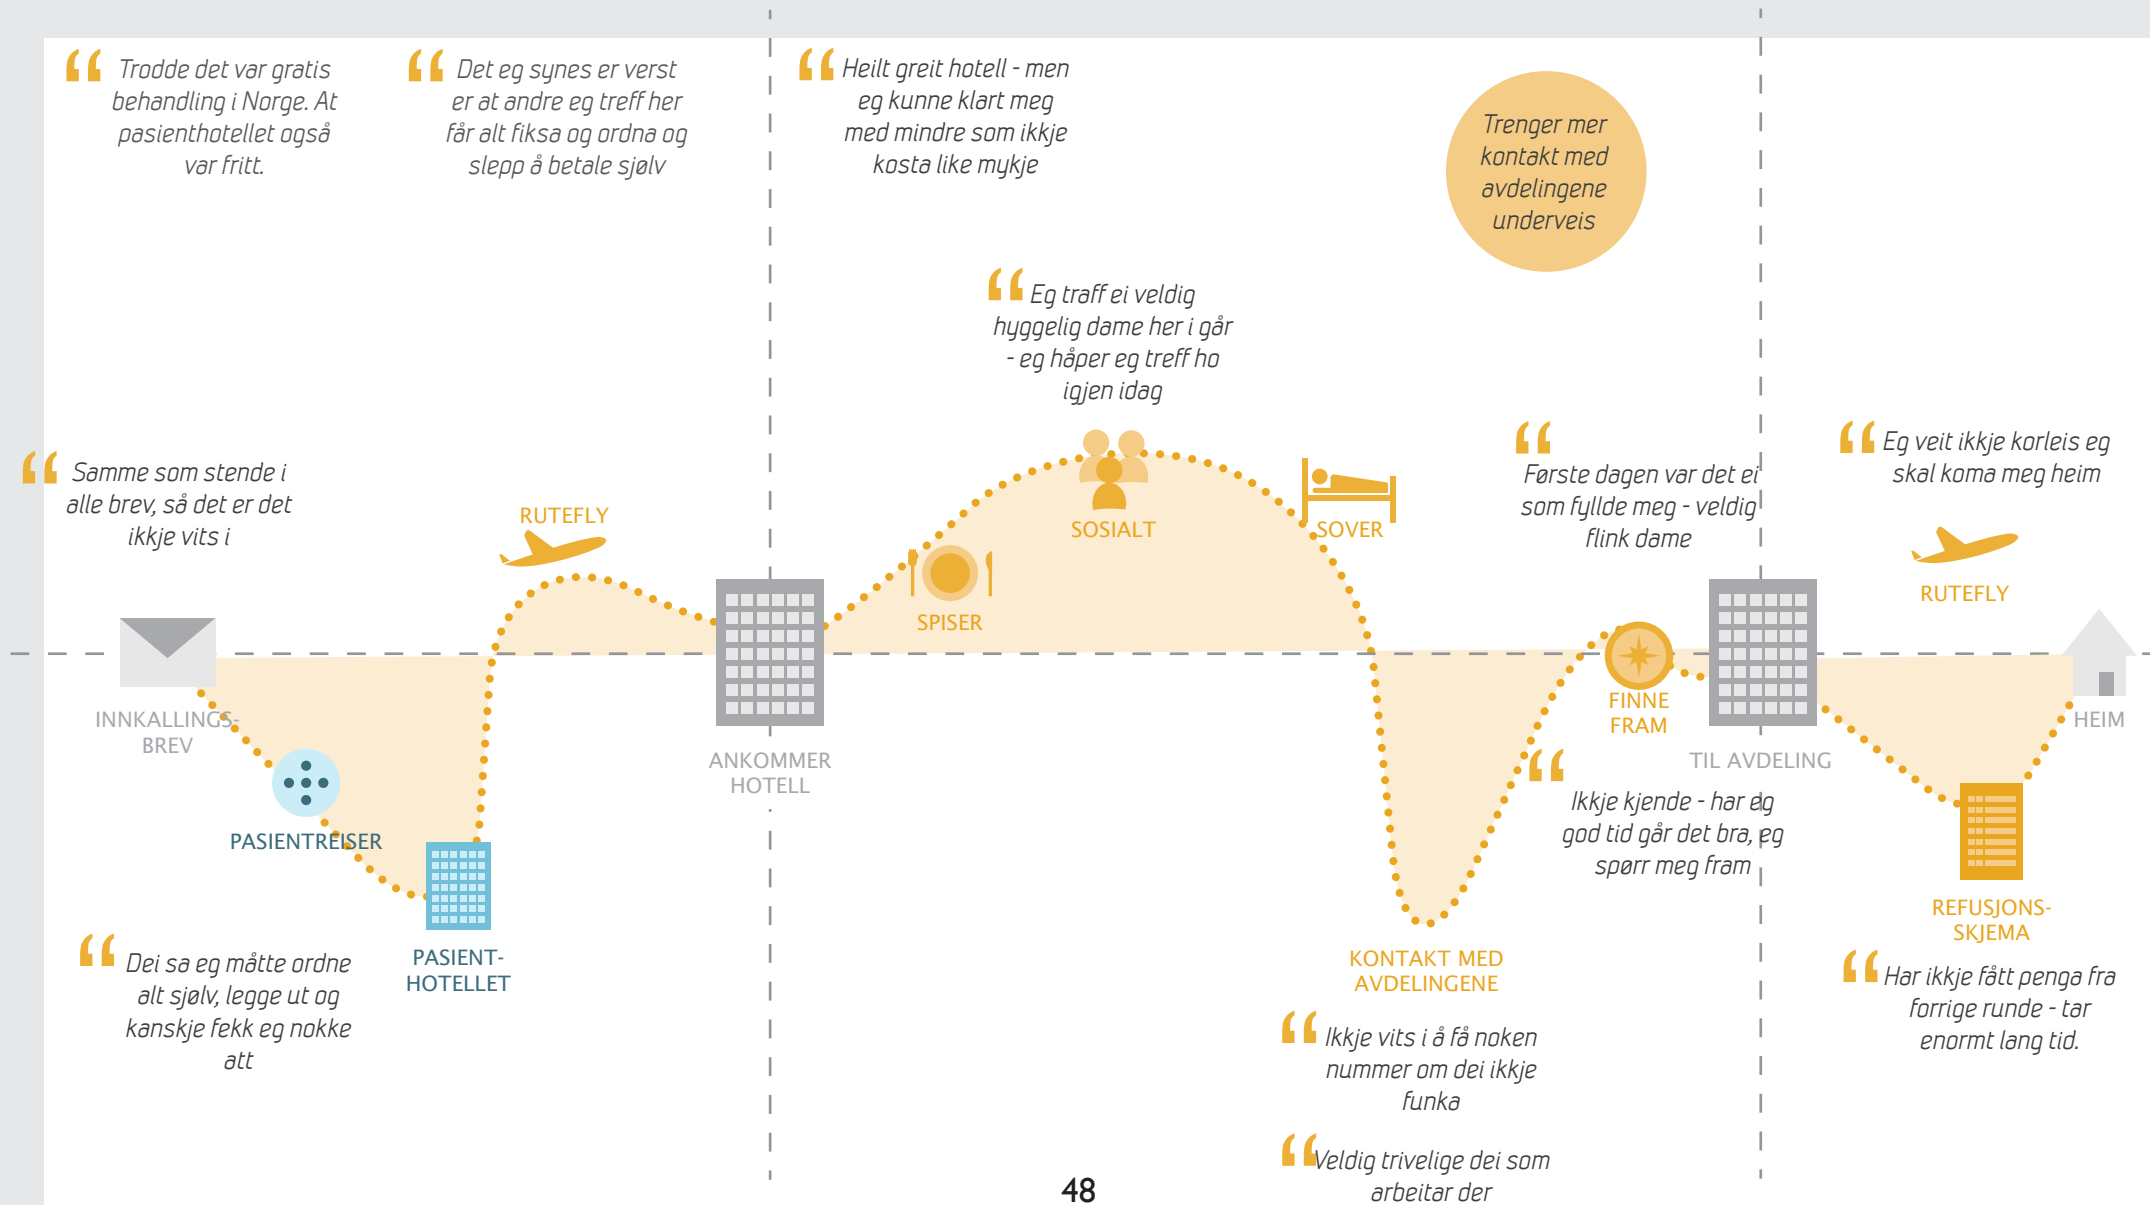 Trodde det var gratis
behandling i Norge. At
pasienthotellet også
var fritt.
Det eg synes er verst
er at andre eg treff her
får alt fiksa og ordna og
slepp å betale sjølv
Heilt greit hotell - men
eg kunne klart meg
med mindre som ikkje
kosta like mykje
Trenger mer
kontakt med
avdelingene
underveis
Eg traff ei veldig
hyggelig dame her i går
- eg håper eg treff ho
igjen idag
Samme som stende i
alle brev, så det er det
ikkje vits i
RUTEFLY
SOSIALT
SOVER
Første dagen var det ei
som fyllde meg - veldig
flink dame
Eg veit ikkje korleis eg
skal koma meg heim
RUTEFLY
SPISER
INNKALLINGS-
BREV
ANKOMMER
HOTELL
FINNE
FRAM
TIL AVDELING
HEIM
PASIENTREISER
Ikkje kjende - har eg
god tid går det bra, eg
spørr meg fram
PASIENT-
HOTELLET
KONTAKT MED
AVDELINGENE
REFUSJONS-
SKJEMA
Dei sa eg måtte ordne
alt sjølv, legge ut og
kanskje fekk eg nokke
att
Har ikkje fått penga fra
forrige runde - tar
enormt lang tid.
Ikkje vits i å få noken
nummer om dei ikkje
funka
Veldig trivelige dei som
arbeitar der
48